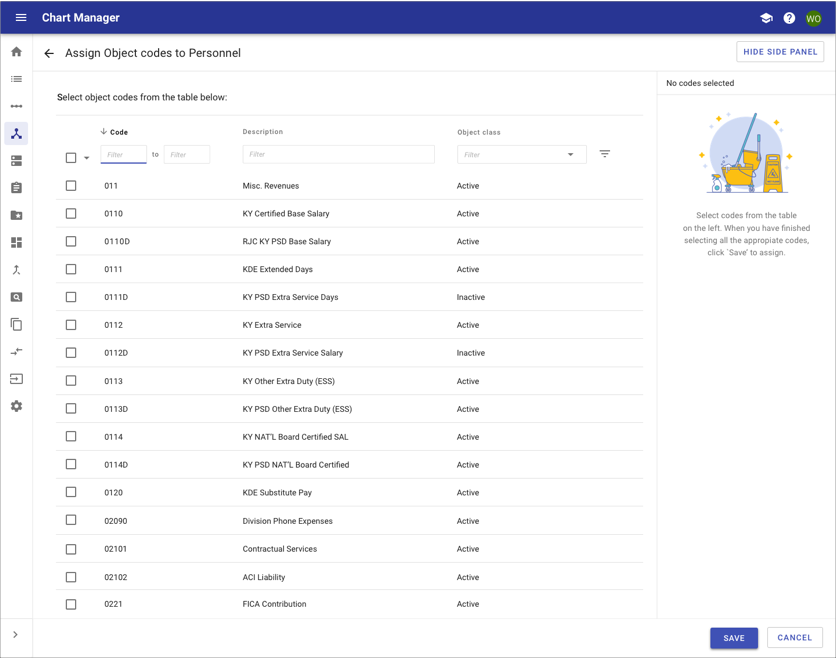 Chart Manager
WO
Assign Object codes to Personnel
HIDE SIDE PANEL
Select object codes from the table below:
No codes selected
Code Description Object class
Filter to Filter Filter Filter
011 Misc. Revenues Active
0110 KY Certified Base Salary Active
0110D RJC KY PSD Base Salary Active
0111 KDE Extended Days Active
0111D KY PSD Extra Service Days Inactive
0112 KY Extra Service Active
0112D KY PSD Extra Service Salary Inactive
0113 KY Other Extra Duty (ESS) Active
0113D KY PSD Other Extra Duty (ESS) Active
0114 KY NAT'L Board Certified SAL Active
0114D KY PSD NAT'L Board Certified Active
0120 KDE Substitute Pay Active
02090 Division Phone Expenses Active
02101 Contractual Services Active
02102 ACI Liability Active
0221 FICA Contribution Active
Select codes from the table
on the left. When you have finished
selecting all the appropiate codes,
click `Save' to assign.
SAVE
CANCEL